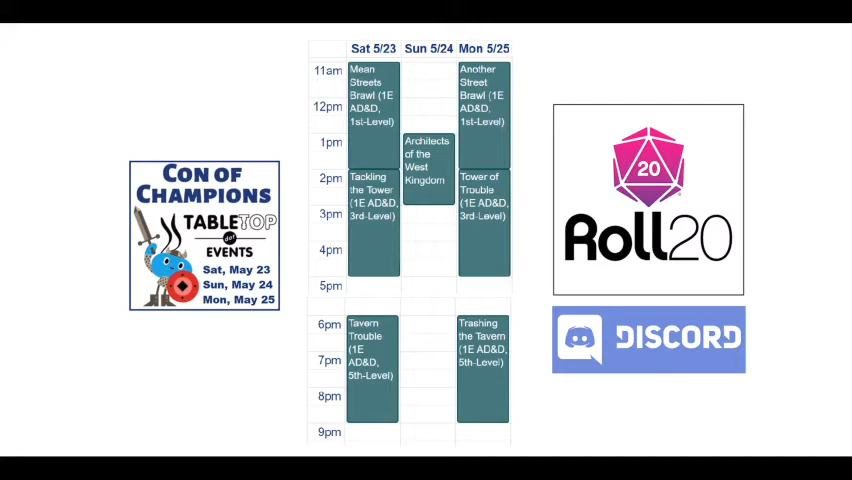 CON OF
CHAMPIONS
TABLETOP
dot
EVENTS
Sat, May 23
Sun, May 24
Mon, May 25
Sat 5/23 Sun 5/24 Mon 5/25
11am
12pm
1pm
2pm
3pm
4pm
5pm
6pm
7pm
8pm
9pm
Mean
Streets
Brawl (1E
AD&D,
1st-Level)
Tackling
the Tower
(1E AD&D,
3rd-Level)
Tavern
Trouble
(1E
AD&D,
5th-Level)
Architects
of the
West
Kingdom
Another
Street
Brawl (1E
AD&D,
1st-Level)
Tower of
Trouble
(1E AD&D,
3rd-Level)
Trashing
the Tavern
(1E AD&D,
5th-Level)
20
Roll20
DISCORD